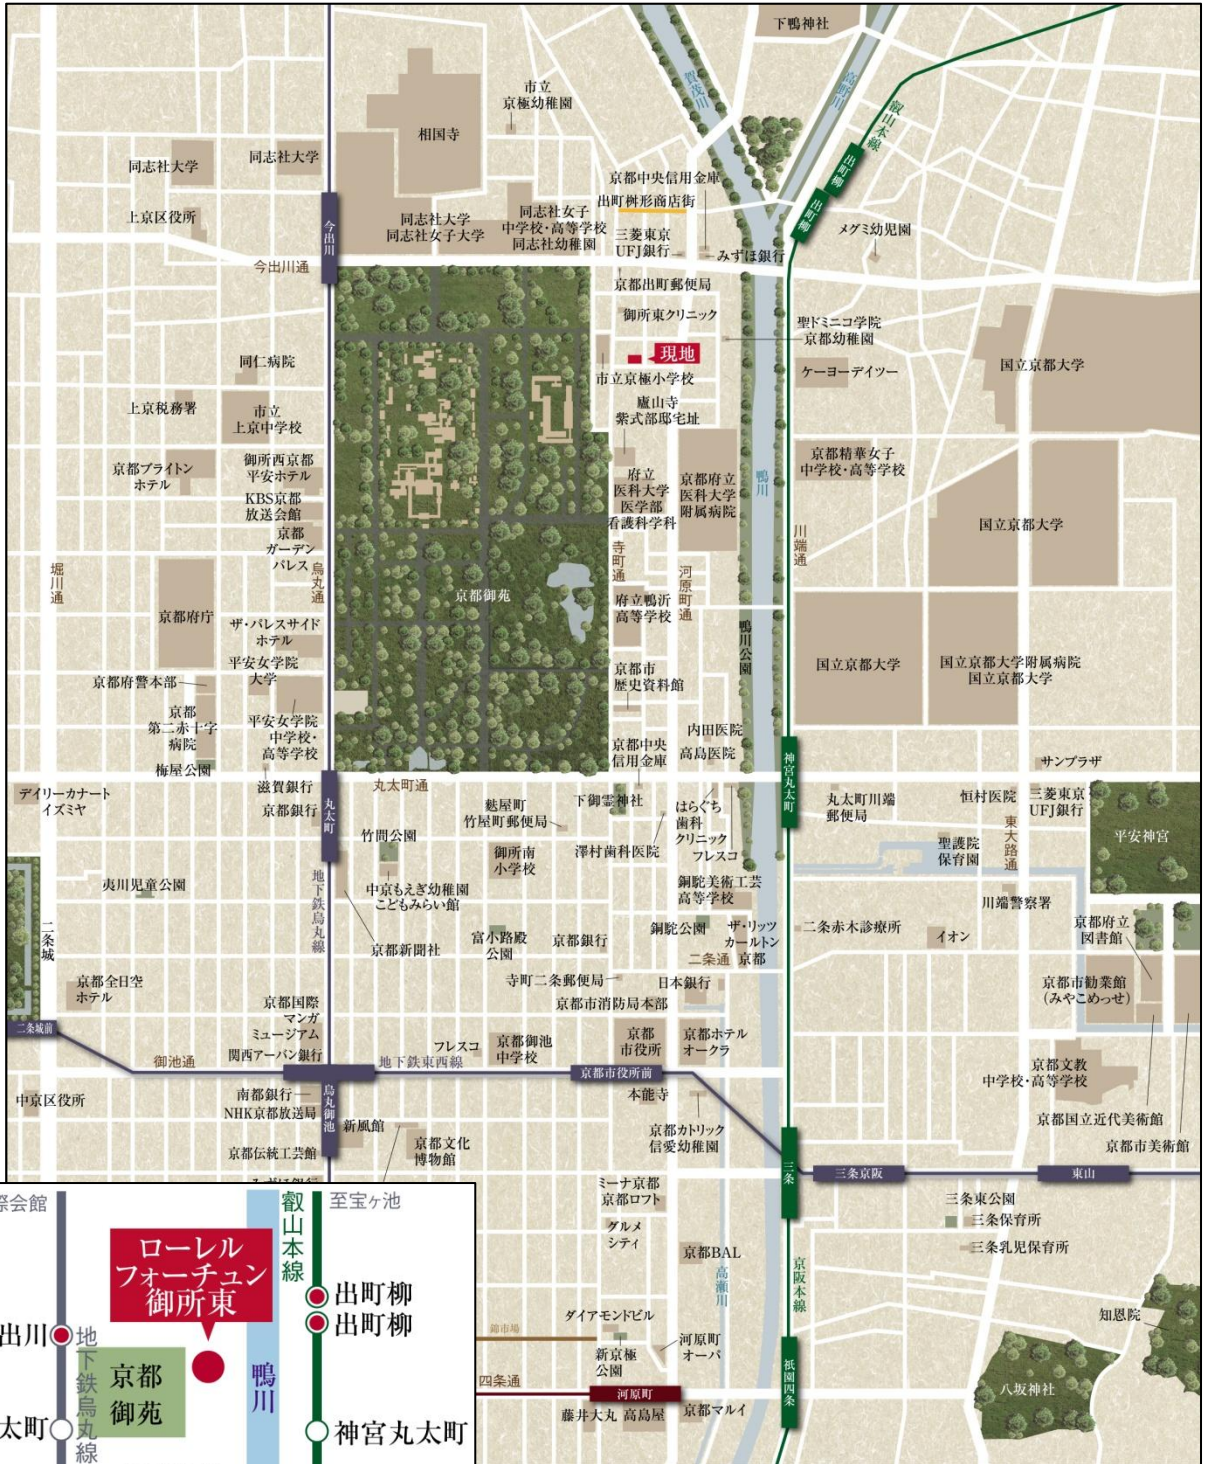 下鴨神社
賀茂川
高野川
叡山本線
市立
京極幼稚園
相国寺
同志社大学
同志社大学
出町柳
出町柳
京都中央信用金庫
出町桝形商店街
上京区役所
今出川
同志社大学
同志社女子大学
同志社女子
中学校・高等学校
同志社幼稚園
三菱東京
UFJ銀行
みずほ銀行
メグミ幼児園
今出川通
京都出町郵便局
御所東クリニック
聖ドミニコ学院
京都幼稚園
現地
同仁病院
市立京極小学校
ケーヨーデイツー
国立京都大学
上京税務署
市立
上京中学校
廬山寺
紫式部邸宅址
京都ブライトン
ホテル
御所西京都
平安ホテル
府立
医科大学
医学部
看護科学科
京都府立
医科大学
附属病院
鴨川
京都精華女子
中学校・高等学校
KBS京都
放送会館
京都
ガーデン
パレス
国立京都大学
堀川通
烏丸通
寺町通
河原町通
川端通
京都御苑
京都府庁
府立鴨沂
高等学校
ザ・パレスサイド
ホテル
鴨川公園
平安女学院
大学
国立京都大学
国立京都大学附属病院
国立京都大学
京都府警本部
京都市
歴史資料館
京都
第二赤十字
病院
平安女学院
中学校・
高等学校
内田医院
京都中央
信用金庫
高島医院
神宮丸太町
梅屋公園
滋賀銀行
丸太町通
サンプラザ
デイリーカナート
イズミヤ
京都銀行
丸太町
麩屋町
竹屋町郵便局
下御霊神社
はらぐち
歯科
クリニック
フレスコ
丸太町川端
郵便局
恒村医院
三菱東京
UFJ銀行
東大路通
平安神宮
竹間公園
御所南
小学校
澤村歯科医院
聖護院
保育園
夷川児童公園
地下鉄烏丸線
中京もえぎ幼稚園
こどもみらい館
銅駝美術工芸
高等学校
川端警察署
二条城
京都新聞社
富小路殿
公園
京都銀行
銅駝公園
ザ・リッツ
カールトン
京都
二条赤木診療所
イオン
京都府立
図書館
二条通
京都全日空
ホテル
寺町二条郵便局
日本銀行
京都市勧業館
(みやこめっせ)
京都国際
マンガ
ミュージアム
京都市消防局本部
二条城前
関西アーバン銀行
フレスコ
京都御池
中学校
京都
市役所
京都ホテル
オークラ
御池通
地下鉄東西線
京都市役所前
京都文教
中学校・高等学校
中京区役所
南都銀行
NHK京都放送局
烏丸御池
本能寺
新風館
京都文化
博物館
京都カトリック
信愛幼稚園
京都国立近代美術館
京都市美術館
京都伝統工芸館
三条
三条京阪
東山
ミーナ京都
京都ロフト
三条東公園
グルメ
シティ
三条保育所
京都BAL
三条乳児保育所
高瀬川
京阪本線
ダイアモンドビル
知恩院
錦市場
新京極
公園
河原町
オーパ
四条通
河原町
祇園四条
八坂神社
藤井大丸
高島屋
京都マルイ
際会館
叡山本線
至宝ヶ池
ローレル
フォーチュン
御所東
出町柳
出町柳
出川
地下鉄烏丸線
京都
御苑
鴨川
太町
神宮丸太町